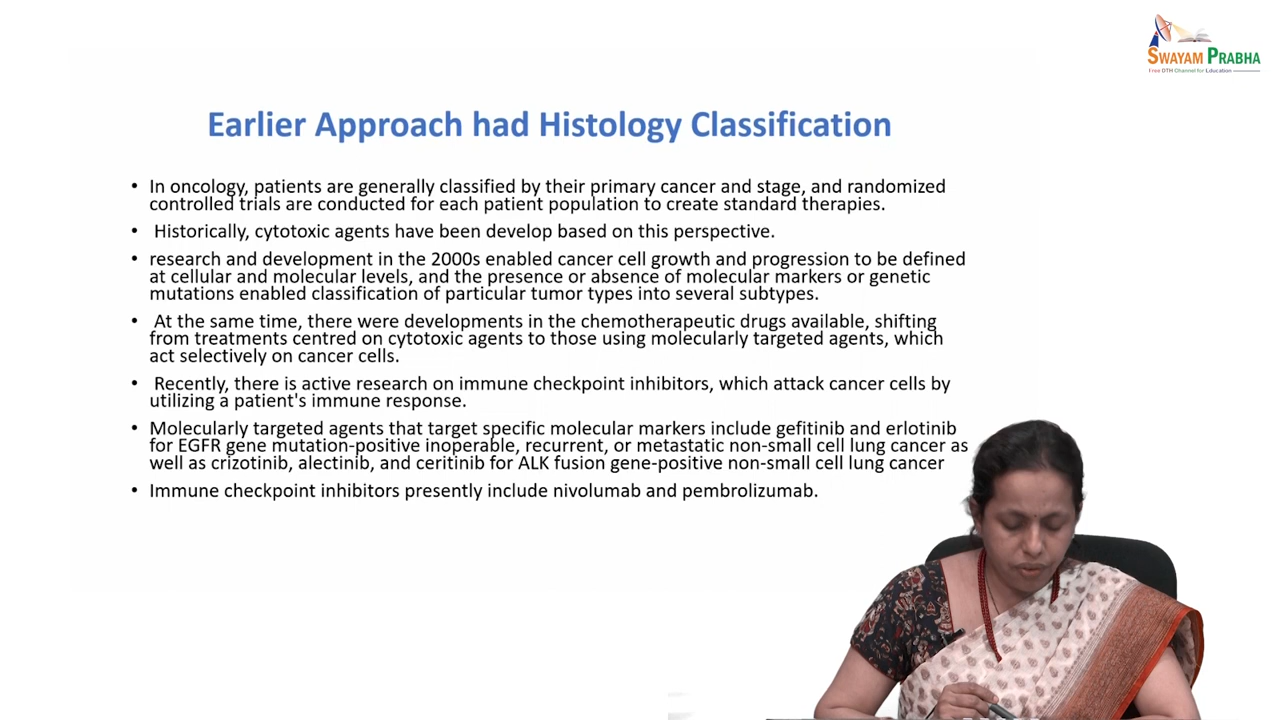 SWAYAM PRABHA
Free DTH Channel for Education
Earlier Approach had Histology Classification
• In oncology, patients are generally classified by their primary cancer and stage, and randomized
controlled trials are conducted for each patient population to create standard therapies.
• Historically, cytotoxic agents have been develop based on this perspective.
• research and development in the 2000s enabled cancer cell growth and progression to be defined
at cellular and molecular levels, and the presence or absence of molecular markers or genetic
mutations enabled classification of particular tumor types into several subtypes.
• At the same time, there were developments in the chemotherapeutic drugs available, shifting
from treatments centred on cytotoxic agents to those using molecularly targeted agents, which
act selectively on cancer cells.
• Recently, there is active research on immune checkpoint inhibitors, which attack cancer cells by
utilizing a patient's immune response.
• Molecularly targeted agents that target specific molecular markers include gefitinib and erlotinib
for EGFR gene mutation-positive inoperable, recurrent, or metastatic non-small cell lung cancer as
well as crizotinib, alectinib, and ceritinib for ALK fusion gene-positive non-small cell lung cancer
• Immune checkpoint inhibitors presently include nivolumab and pembrolizumab.